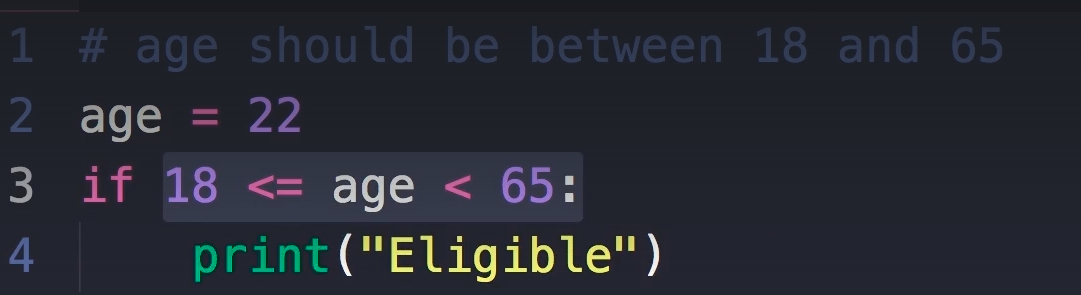 1 # age should be between 18 and 65
2 age = 22
3 if 18 <= age < 65:
4     print("Eligible")